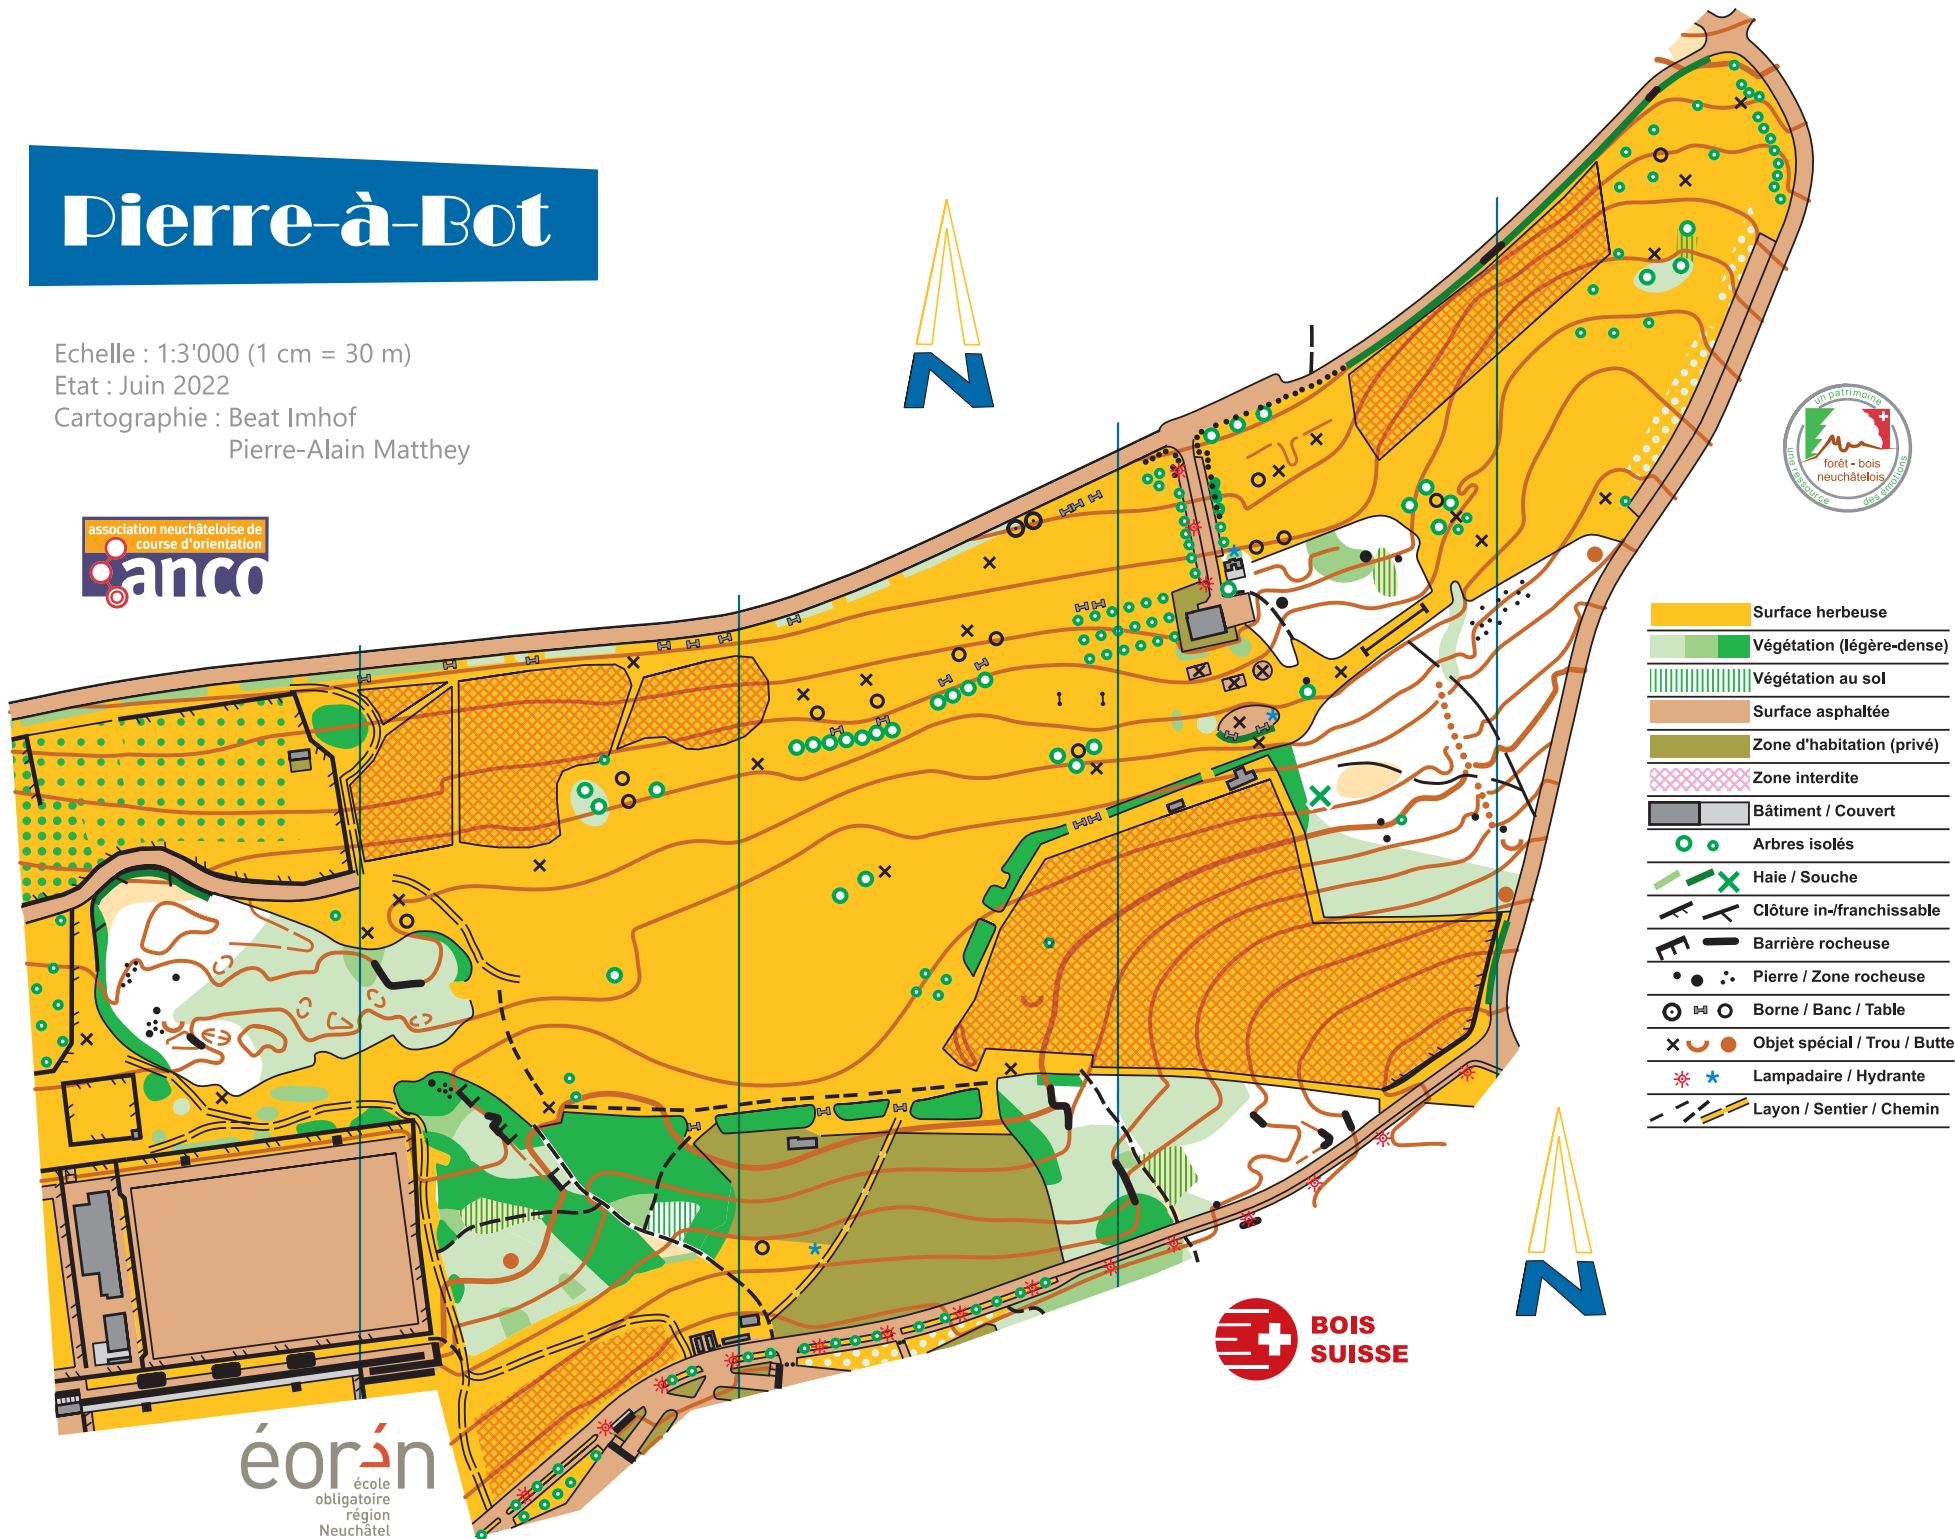 Pierre-à-Bot
Echelle : 1:3'000 (1 cm = 30 m)
Etat : Juin 2022
Cartographie : Beat Imhof
Pierre-Alain Matthey
association neuchâteloise de
course d'orientation
anco
N
un patrimoine
une ressource
des émotions
forêt - bois
neuchâtelois
Surface herbeuse
Végétation (légère-dense)
Végétation au sol
Surface asphaltée
Zone d'habitation (privé)
Zone interdite
Bâtiment / Couvert
Arbres isolés
Haie / Souche
Clôture in-/franchissable
Barrière rocheuse
Pierre / Zone rocheuse
Borne / Banc / Table
Objet spécial / Trou / Butte
Lampadaire / Hydrante
Layon / Sentier / Chemin
N
BOIS
SUISSE
éorén
école
obligatoire
région
Neuchâtel